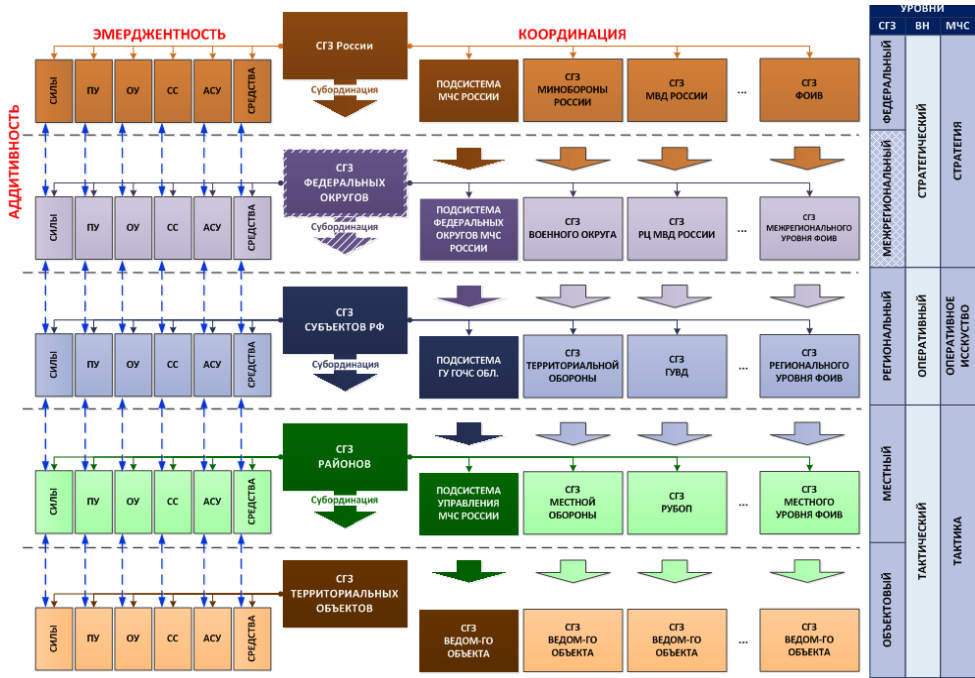 УРОВНИ
СГЗ
ВН
МЧС
ЭМЕРДЖЕНТНОСТЬ
КООРДИНАЦИЯ
АДДИТИВНОСТЬ
СГЗ России
Субординация
СИЛЫ
ПУ
ОУ
СС
АСУ
СРЕДСТВА
ПОДСИСТЕМА
МЧС РОССИИ
СГЗ
МИНОБОРОНЫ
РОССИИ
СГЗ
МВД РОССИИ
...
СГЗ
ФОИВ
СГЗ
ФЕДЕРАЛЬНЫХ
ОКРУГОВ
Субординация
СИЛЫ
ПУ
ОУ
СС
АСУ
СРЕДСТВА
ПОДСИСТЕМА
ФЕДЕРАЛЬНЫХ
ОКРУГОВ МЧС
РОССИИ
СГЗ
ВОЕННОГО ОКРУГА
СГЗ
РЦ МВД РОССИИ
...
СГЗ
МЕЖРЕГИОНАЛЬНОГО
УРОВНЯ ФОИВ
СГЗ
СУБЪЕКТОВ РФ
Субординация
СИЛЫ
ПУ
ОУ
СС
АСУ
СРЕДСТВА
ПОДСИСТЕМА
ГУ ГОЧС ОБЛ.
СГЗ
ТЕРРИТОРИАЛЬНОЙ
ОБОРОНЫ
СГЗ
ГУВД
...
СГЗ
РЕГИОНАЛЬНОГО
УРОВНЯ ФОИВ
СГЗ
РАЙОНОВ
Субординация
СИЛЫ
ПУ
ОУ
СС
АСУ
СРЕДСТВА
ПОДСИСТЕМА
УПРАВЛЕНИЯ
МЧС РОССИИ
СГЗ
МЕСТНОЙ
ОБОРОНЫ
СГЗ
РУБОП
...
СГЗ
МЕСТНОГО
УРОВНЯ ФОИВ
СГЗ
ТЕРРИТОРИАЛЬНЫХ
ОБЪЕКТОВ
СИЛЫ
ПУ
ОУ
СС
АСУ
СРЕДСТВА
СГЗ
ВЕДОМ-ГО
ОБЪЕКТА
СГЗ
ВЕДОМ-ГО
ОБЪЕКТА
СГЗ
ВЕДОМ-ГО
ОБЪЕКТА
...
СГЗ
ВЕДОМ-ГО
ОБЪЕКТА
ФЕДЕРАЛЬНЫЙ
МЕЖРЕГИОНАЛЬНЫЙ
РЕГИОНАЛЬНЫЙ
МЕСТНЫЙ
ОБЪЕКТОВЫЙ
СТРАТЕГИЧЕСКИЙ
ОПЕРАТИВНЫЙ
ТАКТИЧЕСКИЙ
СТРАТЕГИЯ
ОПЕРАТИВНОЕ
ИССКУСТВО
ТАКТИКА